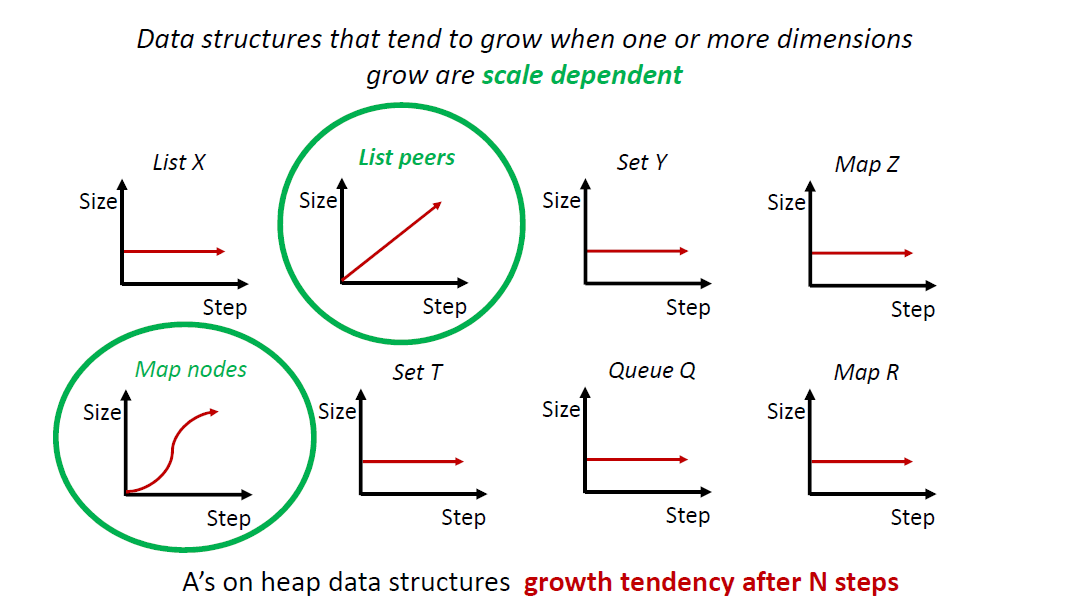 Data structures that tend to grow when one or more dimensions
grow are scale dependent
List X
Size
Step
List peers
Size
Step
Set Y
Size
Step
Map Z
Size
Step
Map nodes
Size
Step
Set T
Size
Step
Queue Q
Size
Step
Map R
Size
Step
A’s on heap data structures growth tendency after N steps